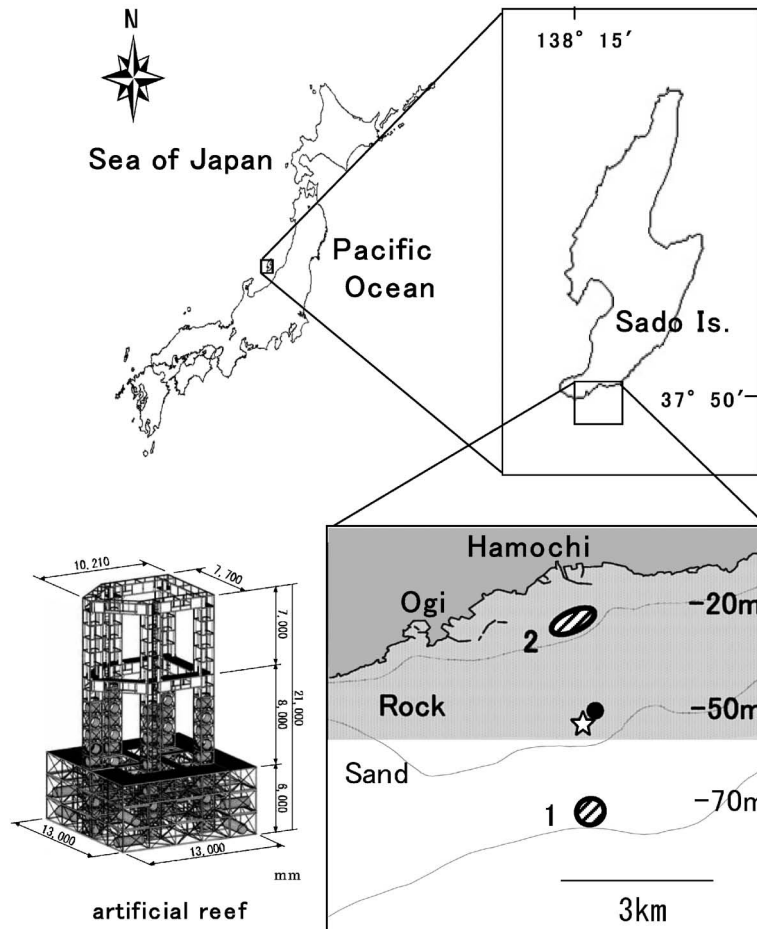 N
138° 15′
Sea of Japan
Pacific
Ocean
Sado Is.
37° 50′
10,210
7,700
7,000
8,000
21,000
6,000
13,000
13,000
mm
artificial reef
Hamochi
Ogi
2
-20m
Rock
-50m
Sand
1
-70m
3km